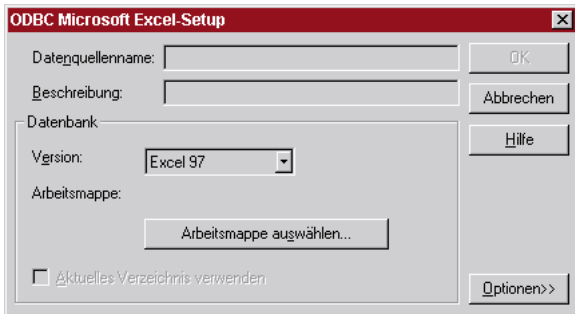 ODBC Microsoft Excel-Setup
Datenquellenname:
OK
Beschreibung:
Abbrechen
Datenbank
Hilfe
Version:
Excel 97
Arbeitsmappe:
Arbeitsmappe auswählen...
Aktuelles Verzeichnis verwenden
Optionen>>